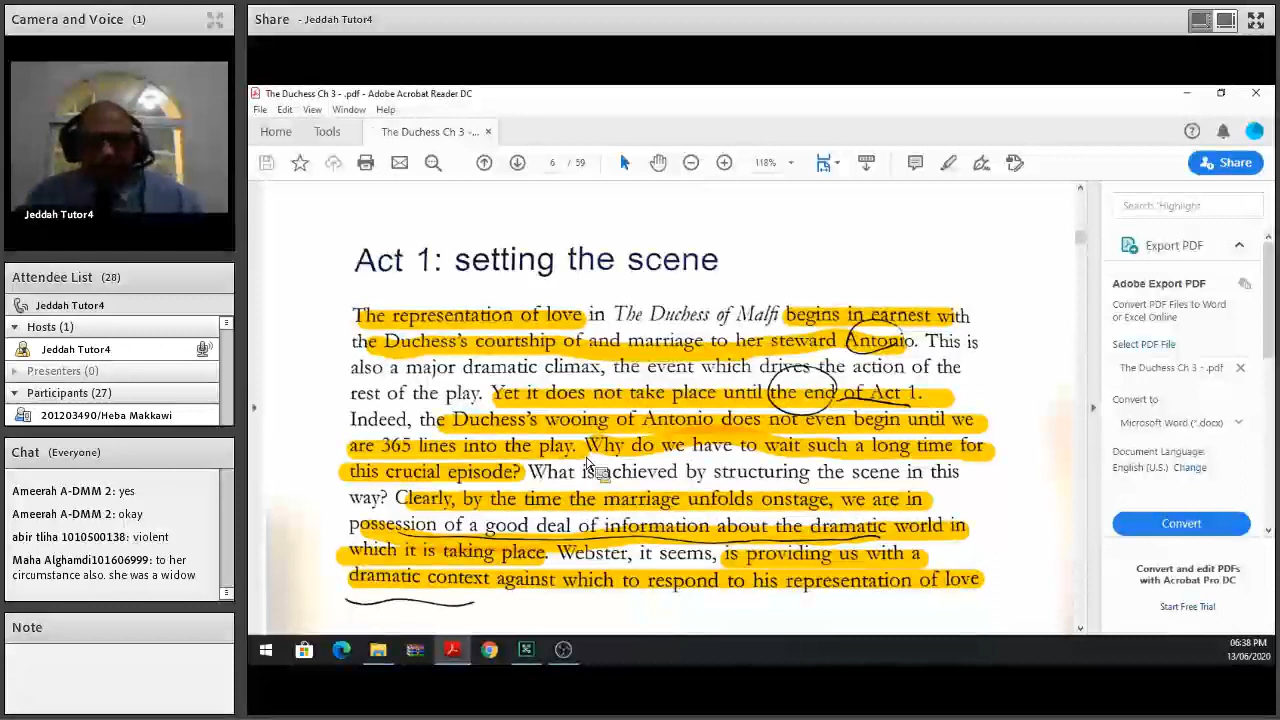 Camera and Voice (1)
Jeddah Tutor4
Attendee List (28)
Jeddah Tutor4
Hosts (1)
Jeddah Tutor4
Presenters (0)
Participants (27)
201203490/Heba Makkawi
Chat (Everyone)
Ameerah A-DMM 2: yes
Ameerah A-DMM 2: okay
abir tliha 1010500138: violent
Maha Alghamdi101606999: to
her circumstance also. she was a widow
Note
Share - Jeddah Tutor4
The Duchess Ch 3 - .pdf - Adobe Acrobat Reader DC
File Edit View Window Help
Home Tools The Duchess Ch 3 -... ×
6 / 59 118% Share
Act 1: setting the scene
The representation of love in The Duchess of Malfi begins in earnest with
the Duchess's courtship of and marriage to her steward Antonio. This is
also a major dramatic climax, the event which drives the action of the
rest of the play. Yet it does not take place until the end of Act 1.
Indeed, the Duchess's wooing of Antonio does not even begin until we
are 365 lines into the play. Why do we have to wait such a long time for
this crucial episode? What is achieved by structuring the scene in this
way? Clearly, by the time the marriage unfolds onstage, we are in
possession of a good deal of information about the dramatic world in
which it is taking place. Webster, it seems, is providing us with a
dramatic context against which to respond to his representation of love
Search 'Highlight
Export PDF
Adobe Export PDF
Convert PDF Files to Word
or Excel Online
Select PDF File
The Duchess Ch 3 - .pdf
Convert to
Microsoft Word (*.docx)
Document Language:
English (U.S.) Change
Convert
Convert and edit PDFs
with Acrobat Pro DC
Start Free Trial
06:38 PM
13/06/2020